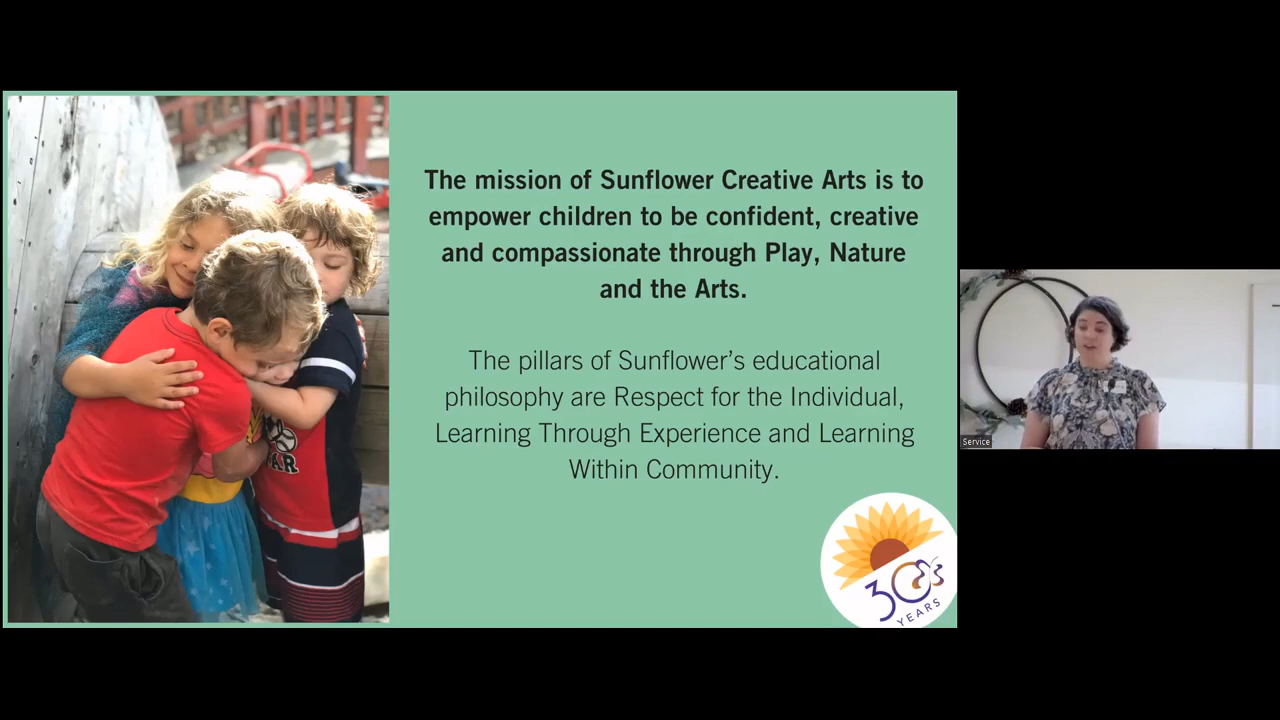 The mission of Sunflower Creative Arts is to
empower children to be confident, creative
and compassionate through Play, Nature
and the Arts.
The pillars of Sunflower’s educational
philosophy are Respect for the Individual,
Learning Through Experience and Learning
Within Community.
30
YEARS
Service